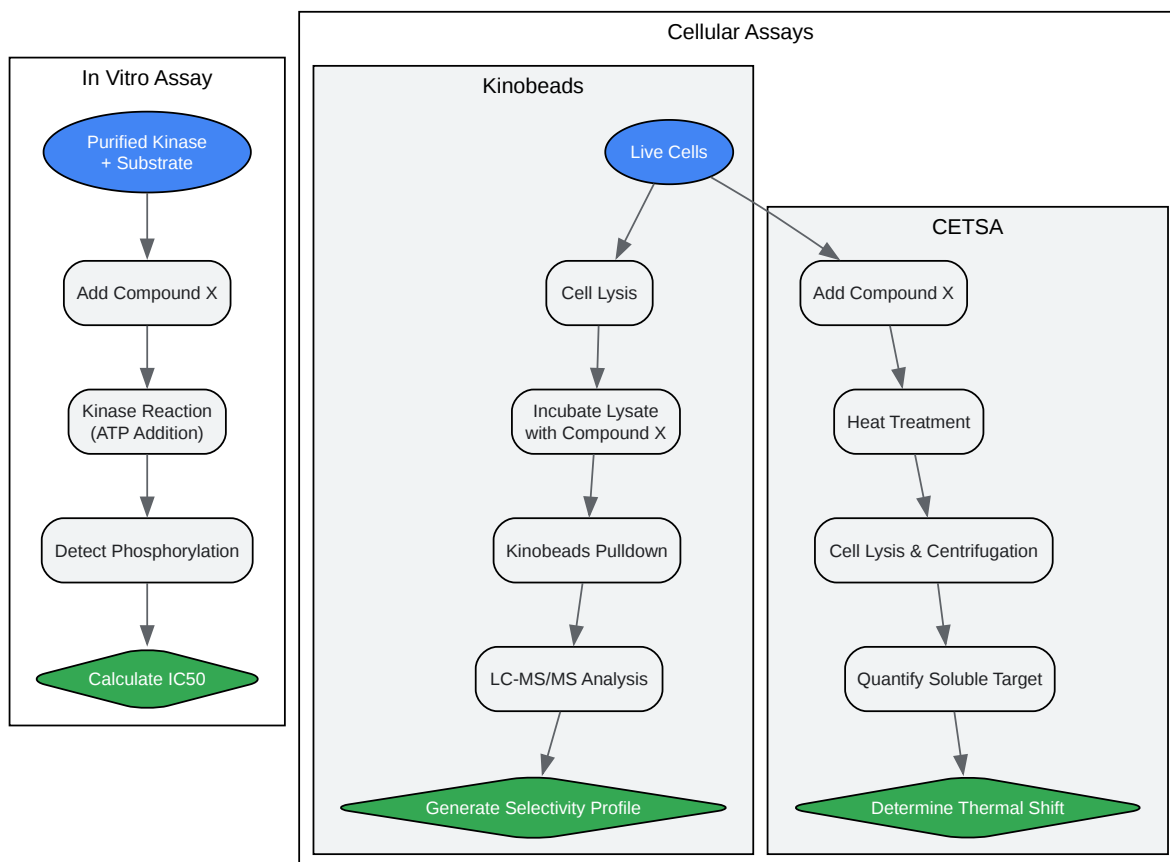 In Vitro Assay
Purified Kinase
+ Substrate
Add Compound X
Kinase Reaction
(ATP Addition)
Detect Phosphorylation
Calculate IC50
Cellular Assays
Kinobeads
Live Cells
Cell Lysis
Incubate Lysate
with Compound X
Kinobeads Pulldown
LC-MS/MS Analysis
Generate Selectivity Profile
CETSA
Add Compound X
Heat Treatment
Cell Lysis & Centrifugation
Quantify Soluble Target
Determine Thermal Shift